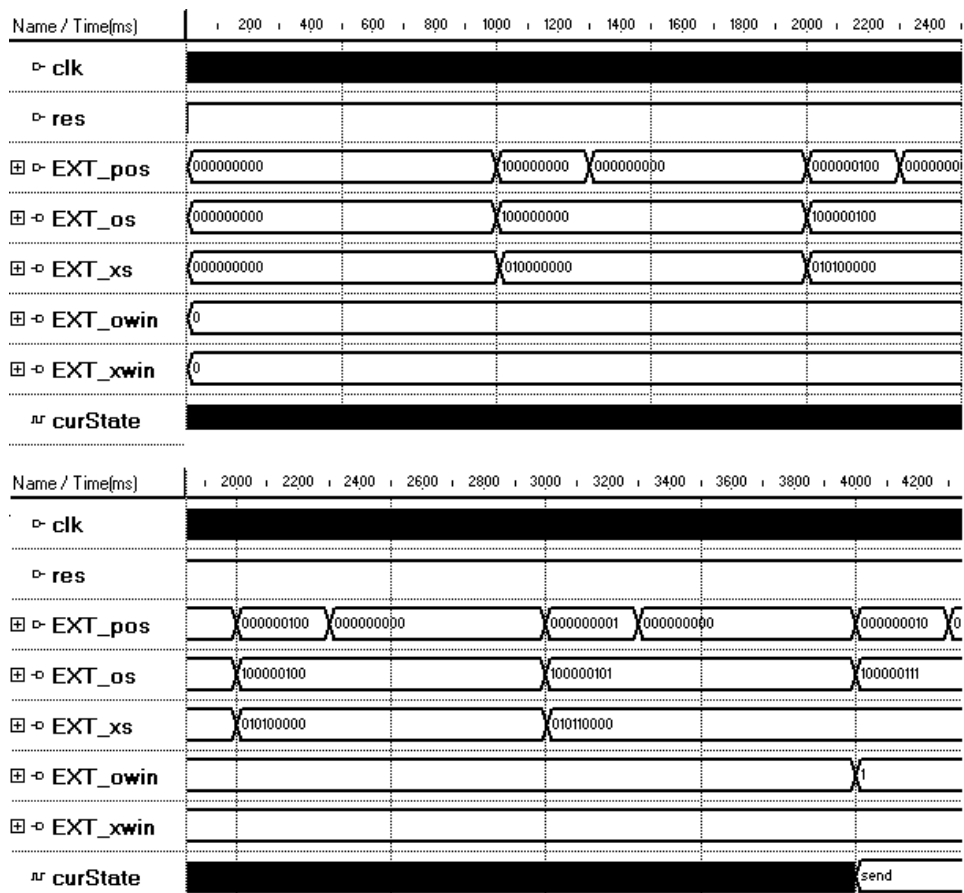 Name / Time(ms) 200 400 600 800 1000 1200 1400 1600 1800 2000 2200 2400
clk
res
EXT_pos 000000000 100000000 000000000 000000100 0000000
EXT_os 000000000 100000000 100000100
EXT_xs 000000000 010000000 010100000
EXT_owin 0
EXT_xwin 0
curState
Name / Time(ms) 2000 2200 2400 2600 2800 3000 3200 3400 3600 3800 4000 4200
clk
res
EXT_pos 000000100 000000000 000000001 000000000 000000010 0
EXT_os 100000100 100000101 100000111
EXT_xs 010100000 010110000
EXT_owin 1
EXT_xwin
curState send